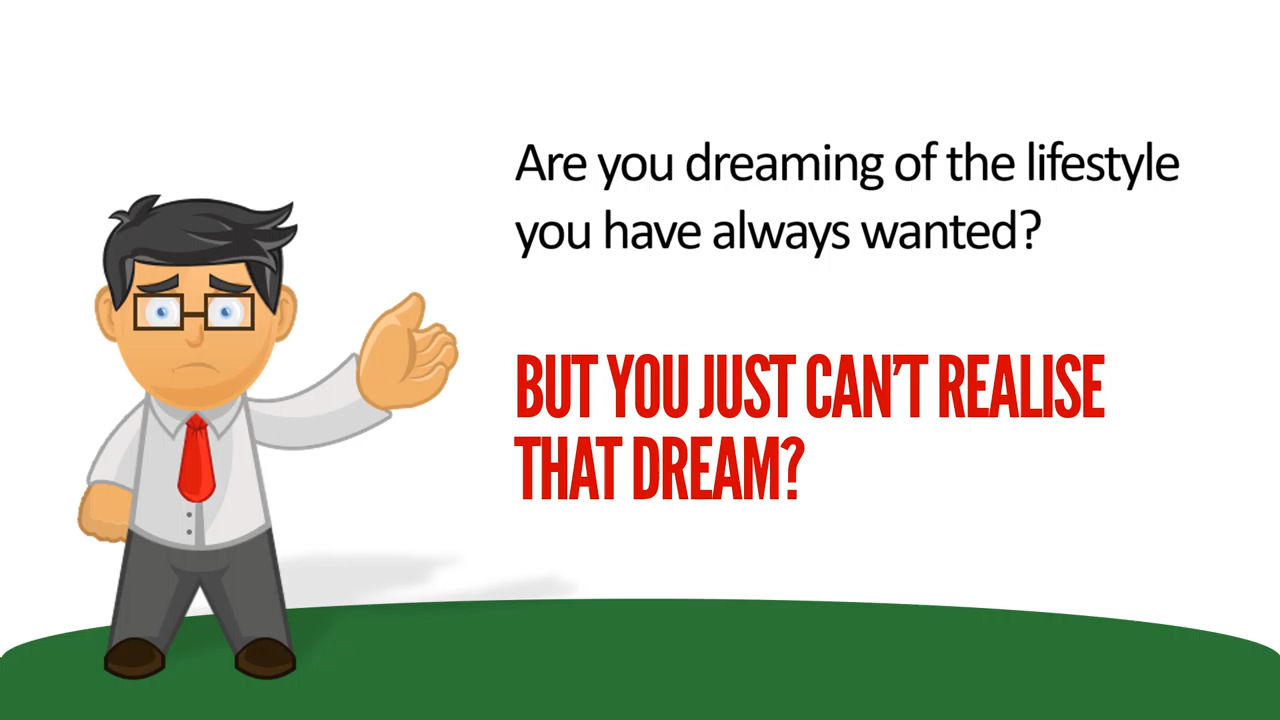 Are you dreaming of the lifestyle
you have always wanted?
BUT YOU JUST CAN'T REALISE
THAT DREAM?